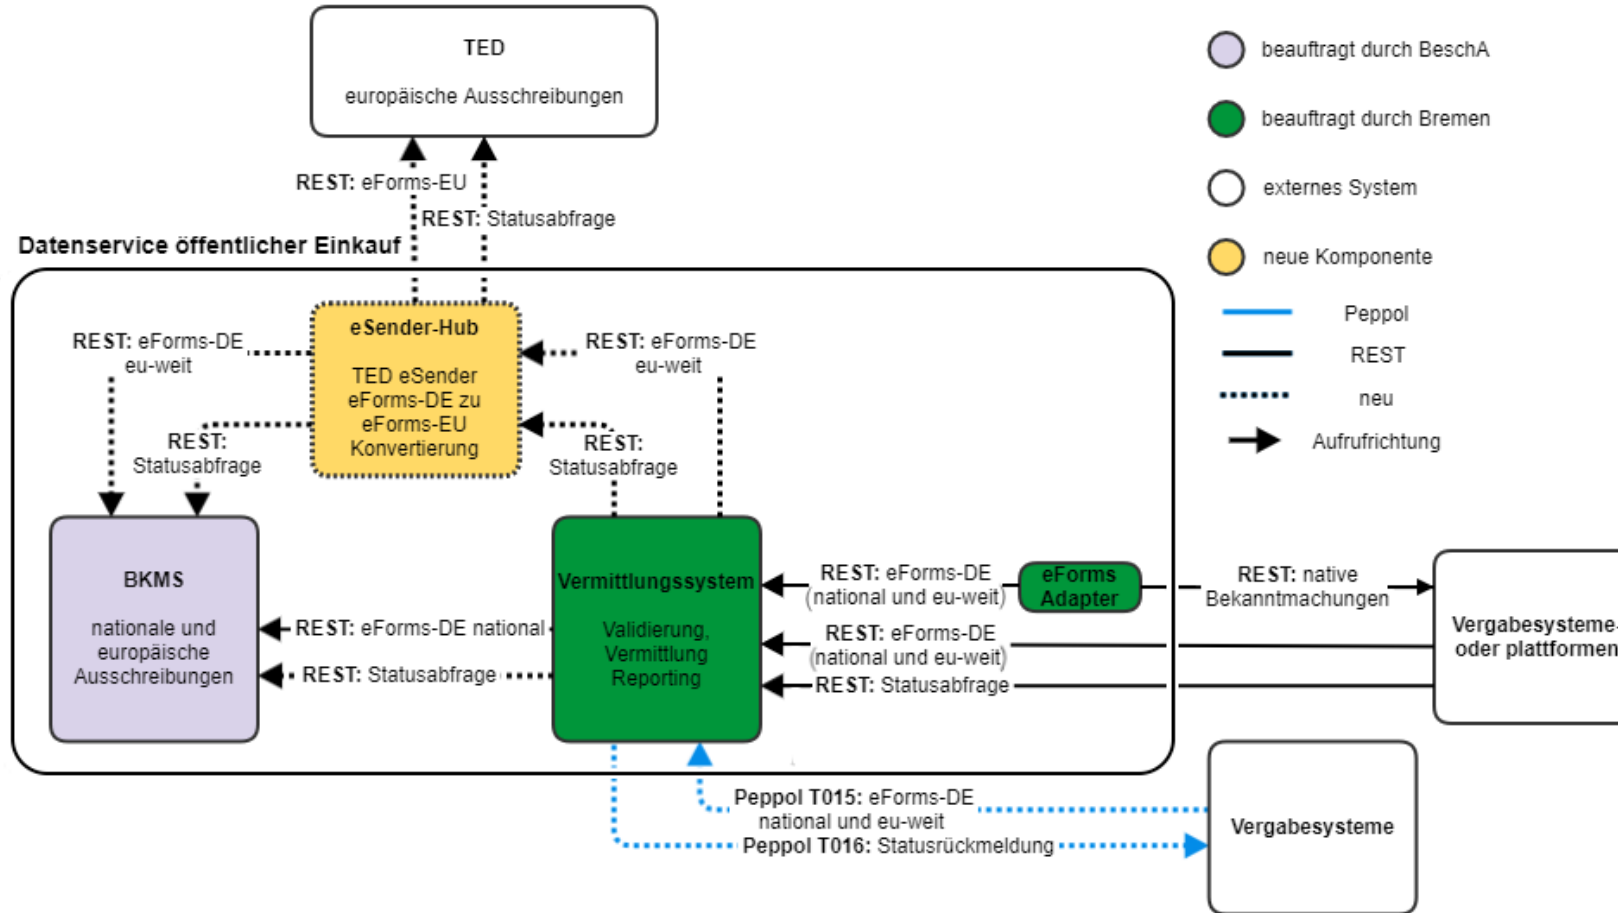 TED
europäische Ausschreibungen
REST: eForms-EU
REST: Statusabfrage
Datenservice öffentlicher Einkauf
eSender-Hub
TED eSender
eForms-DE zu
eForms-EU
Konvertierung
REST: eForms-DE
eu-weit
REST:
Statusabfrage
REST: eForms-DE
eu-weit
REST:
Statusabfrage
BKMS
nationale und
europäische
Ausschreibungen
REST: eForms-DE national
REST: Statusabfrage
Vermittlungssystem
Validierung,
Vermittlung
Reporting
REST: eForms-DE
(national und eu-weit)
REST: eForms-DE
(national und eu-weit)
REST: Statusabfrage
eForms
Adapter
REST: native
Bekanntmachungen
Vergabesysteme-
oder plattformen
Peppol T015: eForms-DE
national und eu-weit
Peppol T016: Statusrückmeldung
Vergabesysteme
beauftragt durch BeschA
beauftragt durch Bremen
externes System
neue Komponente
Peppol
REST
neu
Aufrufrichtung